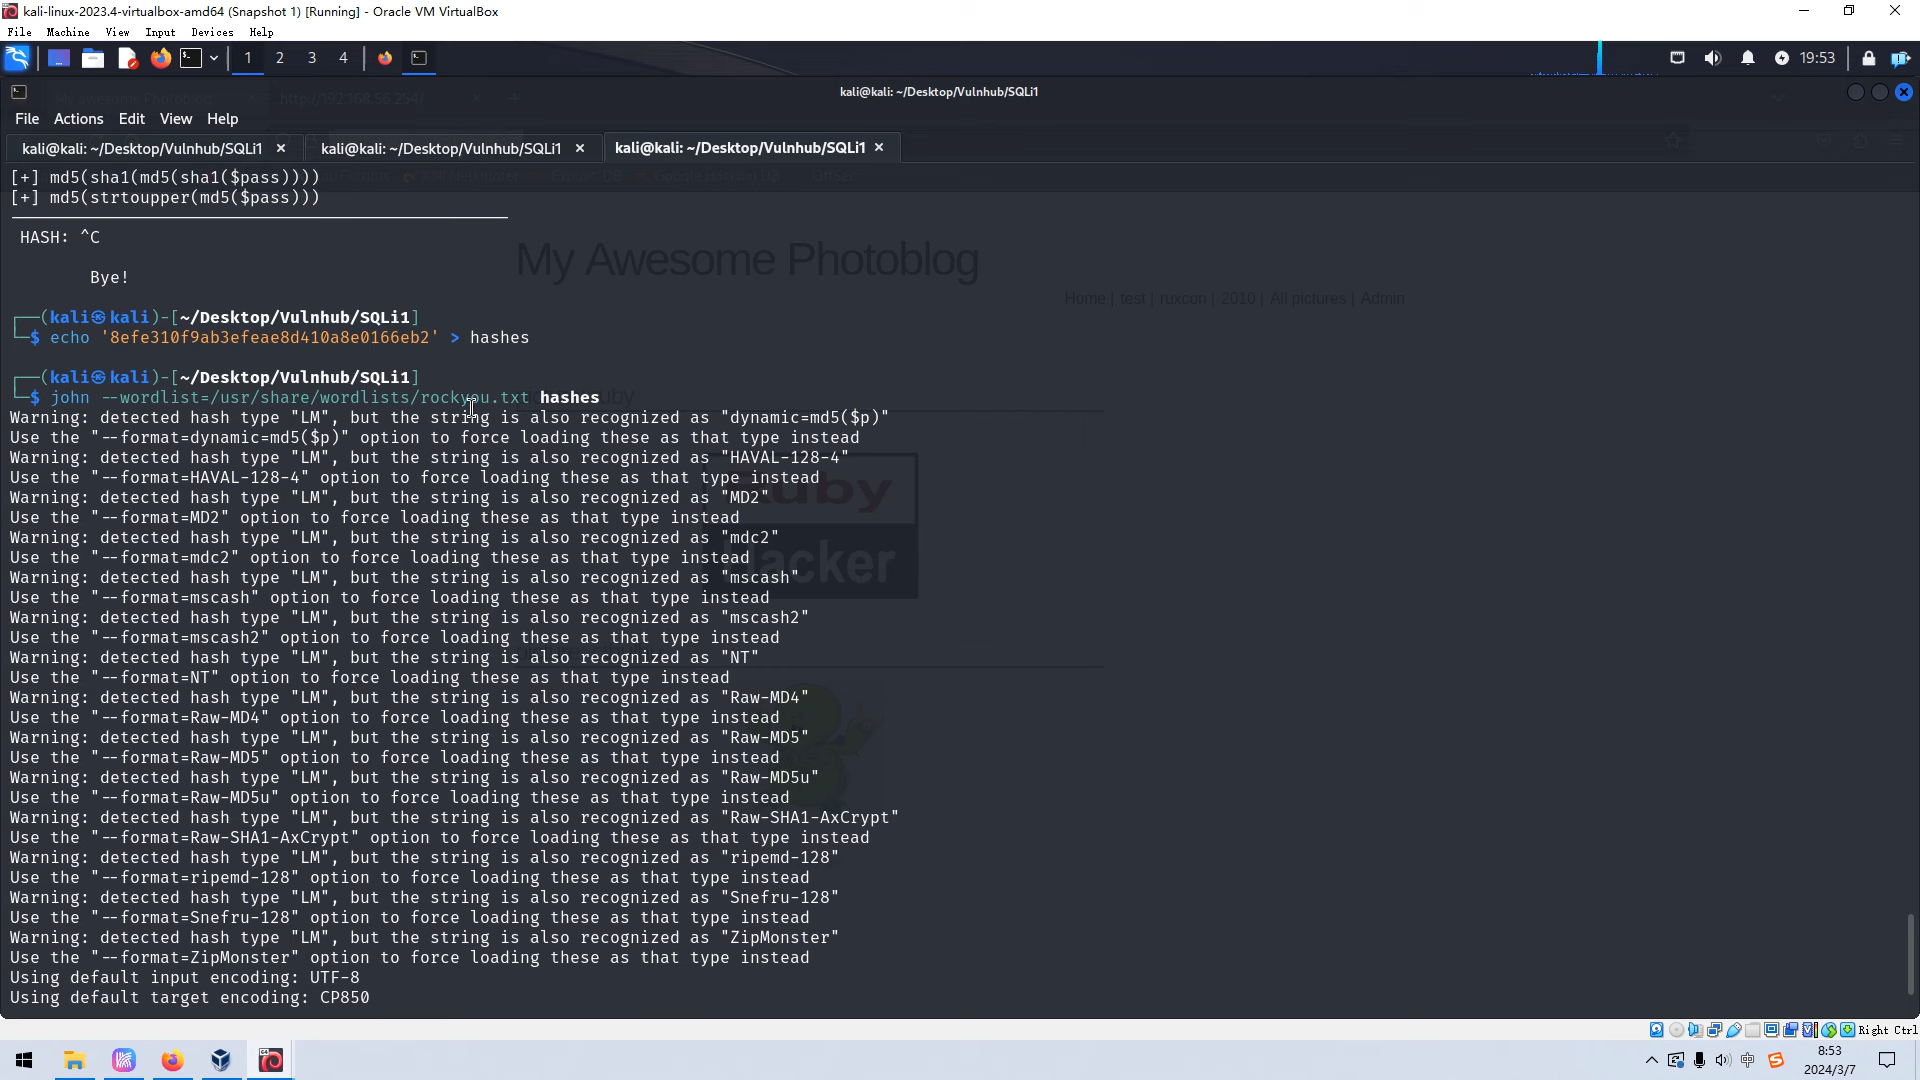 kali-linux-2023.4-virtualbox-amd64 (Snapshot 1) [Running] - Oracle VM VirtualBox
File Machine View Input Devices Help
1 2 3 4 19:53
My awesome Photoblog http://192.168.56.254/
kali@kali: ~/Desktop/Vulnhub/SQLi1
File Actions Edit View Help
kali@kali: ~/Desktop/Vulnhub/SQLi1 kali@kali: ~/Desktop/Vulnhub/SQLi1 kali@kali: ~/Desktop/Vulnhub/SQLi1
[+] md5(sha1(md5(sha1($pass))))
[+] md5(strtoupper(md5($pass)))
HASH: ^C
My Awesome Photoblog
Bye!
Home | test | ruxcon | 2010 | All pictures | Admin
┌──(kali㉿kali)-[~/Desktop/Vulnhub/SQLi1]
└─$ echo '8efe310f9ab3efeae8d410a8e0166eb2' > hashes
┌──(kali㉿kali)-[~/Desktop/Vulnhub/SQLi1]
└─$ john --wordlist=/usr/share/wordlists/rockyou.txt hashes
Warning: detected hash type "LM", but the string is also recognized as "dynamic=md5($p)"
Use the "--format=dynamic=md5($p)" option to force loading these as that type instead
Warning: detected hash type "LM", but the string is also recognized as "HAVAL-128-4"
Use the "--format=HAVAL-128-4" option to force loading these as that type instead
Ruby
Warning: detected hash type "LM", but the string is also recognized as "MD2"
Use the "--format=MD2" option to force loading these as that type instead
Warning: detected hash type "LM", but the string is also recognized as "mdc2"
Use the "--format=mdc2" option to force loading these as that type instead
Hacker
Warning: detected hash type "LM", but the string is also recognized as "mscash"
Use the "--format=mscash" option to force loading these as that type instead
Warning: detected hash type "LM", but the string is also recognized as "mscash2"
Use the "--format=mscash2" option to force loading these as that type instead
Warning: detected hash type "LM", but the string is also recognized as "NT"
Use the "--format=NT" option to force loading these as that type instead
Warning: detected hash type "LM", but the string is also recognized as "Raw-MD4"
Use the "--format=Raw-MD4" option to force loading these as that type instead
Warning: detected hash type "LM", but the string is also recognized as "Raw-MD5"
Use the "--format=Raw-MD5" option to force loading these as that type instead
Warning: detected hash type "LM", but the string is also recognized as "Raw-MD5u"
Use the "--format=Raw-MD5u" option to force loading these as that type instead
Warning: detected hash type "LM", but the string is also recognized as "Raw-SHA1-AxCrypt"
Use the "--format=Raw-SHA1-AxCrypt" option to force loading these as that type instead
Warning: detected hash type "LM", but the string is also recognized as "ripemd-128"
Use the "--format=ripemd-128" option to force loading these as that type instead
Warning: detected hash type "LM", but the string is also recognized as "Snefru-128"
Use the "--format=Snefru-128" option to force loading these as that type instead
Warning: detected hash type "LM", but the string is also recognized as "ZipMonster"
Use the "--format=ZipMonster" option to force loading these as that type instead
Using default input encoding: UTF-8
Using default target encoding: CP850
Right Ctrl
中 8:53
2024/3/7